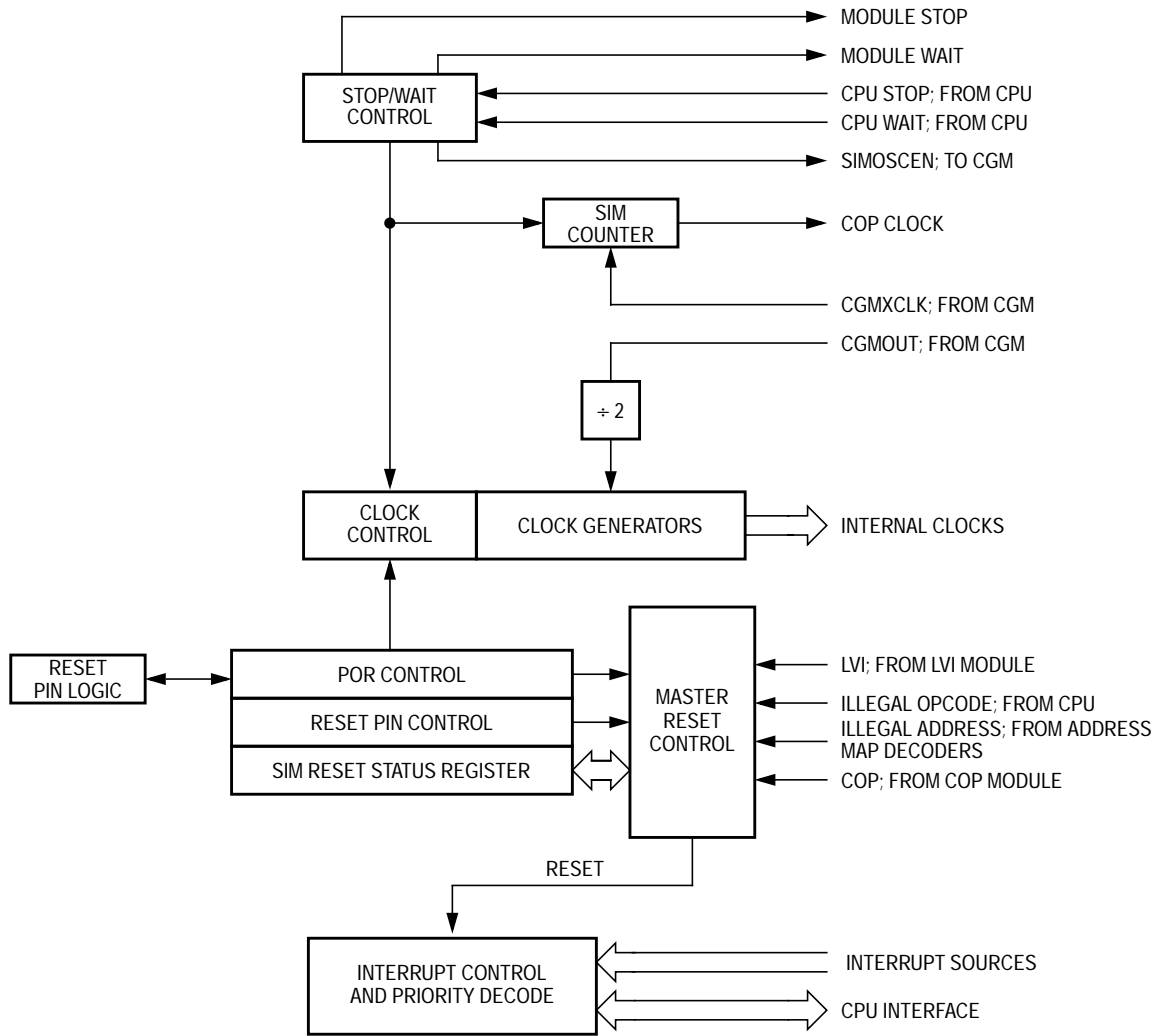 MODULE STOP
MODULE WAIT
STOP/WAIT
CONTROL
CPU STOP; FROM CPU
CPU WAIT; FROM CPU
SIMOSCEN; TO CGM
SIM
COUNTER
COP CLOCK
CGMXCLK; FROM CGM
CGMOUT; FROM CGM
÷ 2
CLOCK
CONTROL
CLOCK GENERATORS
INTERNAL CLOCKS
RESET
PIN LOGIC
POR CONTROL
RESET PIN CONTROL
SIM RESET STATUS REGISTER
MASTER
RESET
CONTROL
LVI; FROM LVI MODULE
ILLEGAL OPCODE; FROM CPU
ILLEGAL ADDRESS; FROM ADDRESS
MAP DECODERS
COP; FROM COP MODULE
RESET
INTERRUPT CONTROL
AND PRIORITY DECODE
INTERRUPT SOURCES
CPU INTERFACE